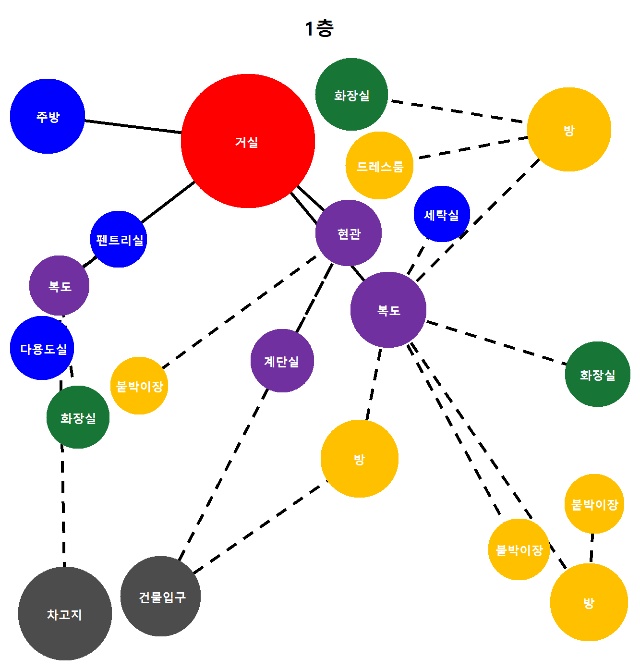 1층
화장실
주방
방
거실
드레스룸
세탁실
현관
펜트리실
복도
복도
다용도실
계단실
화장실
붙박이장
화장실
방
붙박이장
붙박이장
건물입구
방
차고지